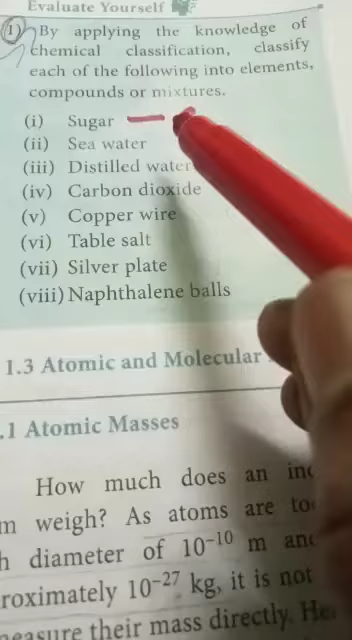 Evaluate Yourself
1) By applying the knowledge of
chemical classification, classify
each of the following into elements,
compounds or mixtures.
(i) Sugar
(ii) Sea water
(iii) Distilled water
(iv) Carbon dioxide
(v) Copper wire
(vi) Table salt
(vii) Silver plate
(viii) Naphthalene balls
1.3 Atomic and Molecular
.1 Atomic Masses
How much does an
m weigh? As atoms are
h diameter of 10⁻¹⁰ m
roximately 10⁻²⁷ kg, it is not
measure their mass directly.